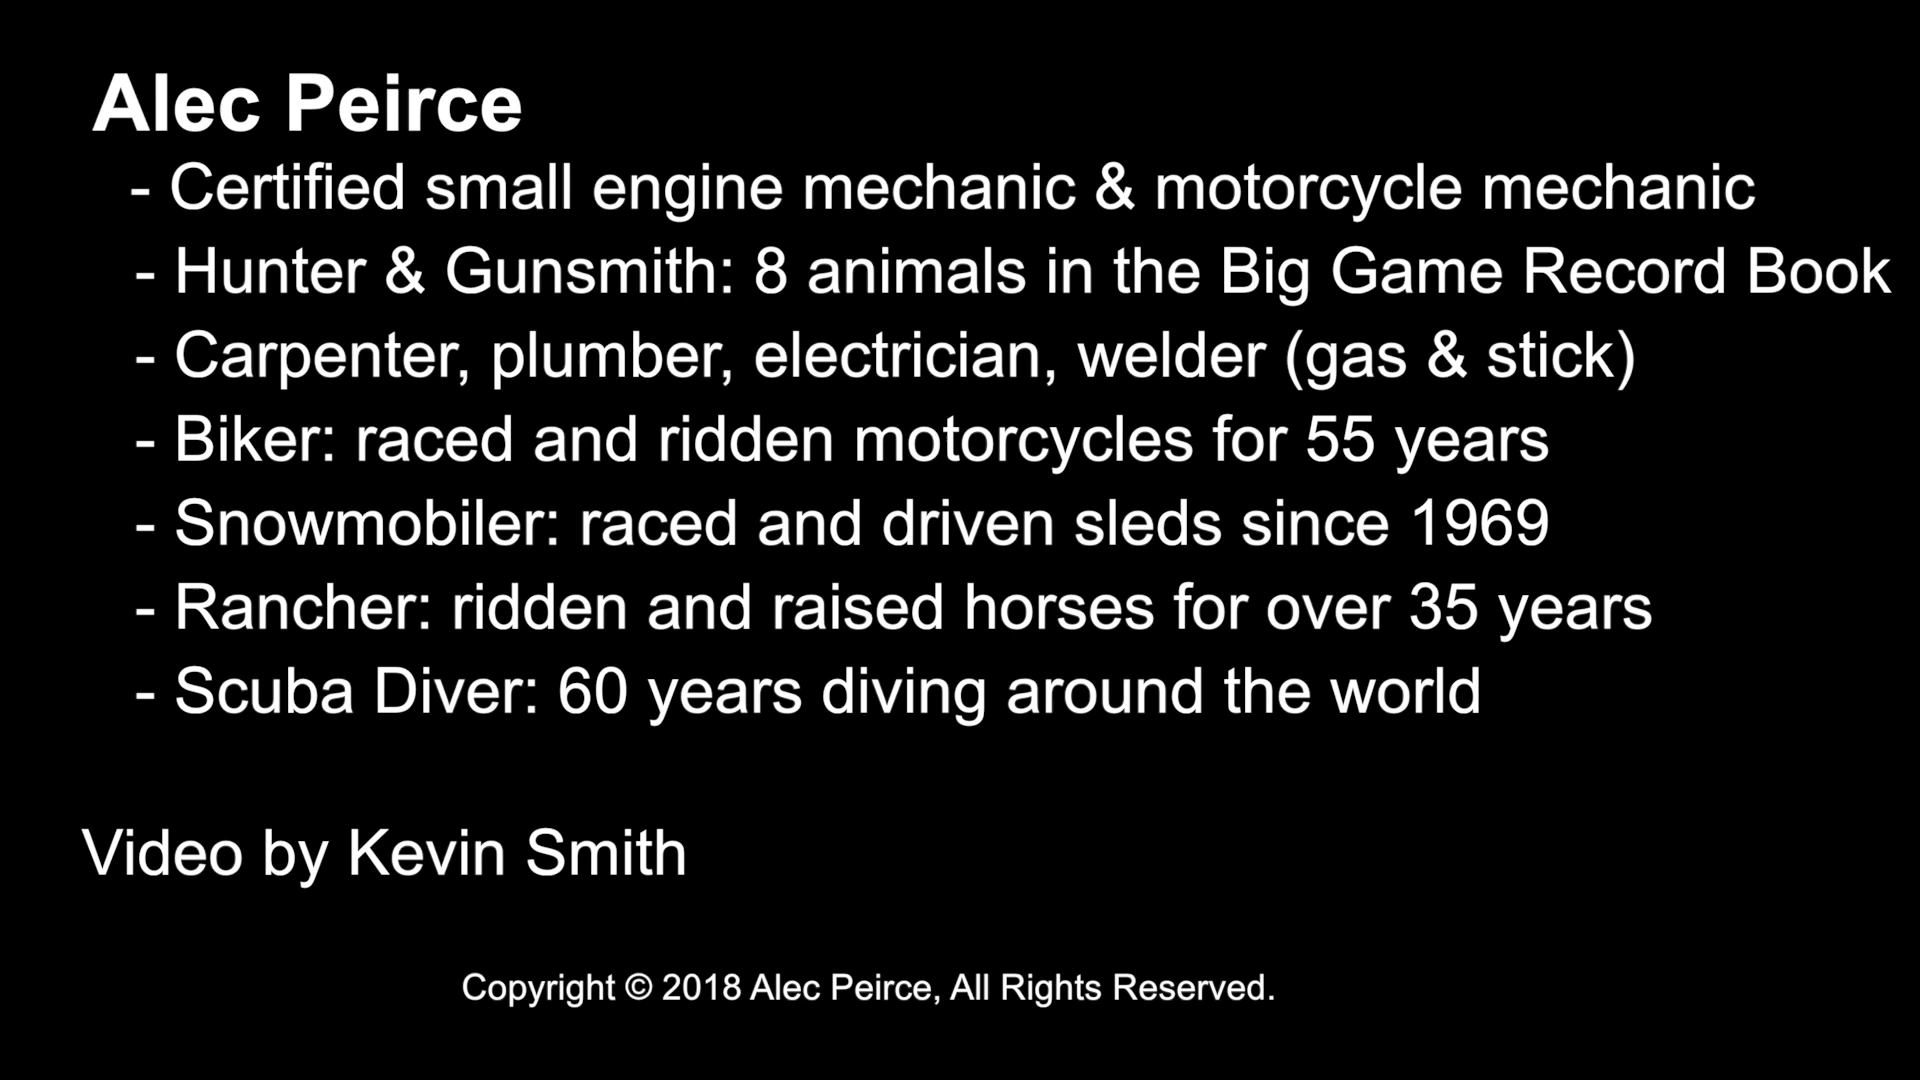 Alec Peirce
- Certified small engine mechanic & motorcycle mechanic
- Hunter & Gunsmith: 8 animals in the Big Game Record Book
- Carpenter, plumber, electrician, welder (gas & stick)
- Biker: raced and ridden motorcycles for 55 years
- Snowmobiler: raced and driven sleds since 1969
- Rancher: ridden and raised horses for over 35 years
- Scuba Diver: 60 years diving around the world
Video by Kevin Smith
Copyright © 2018 Alec Peirce, All Rights Reserved.